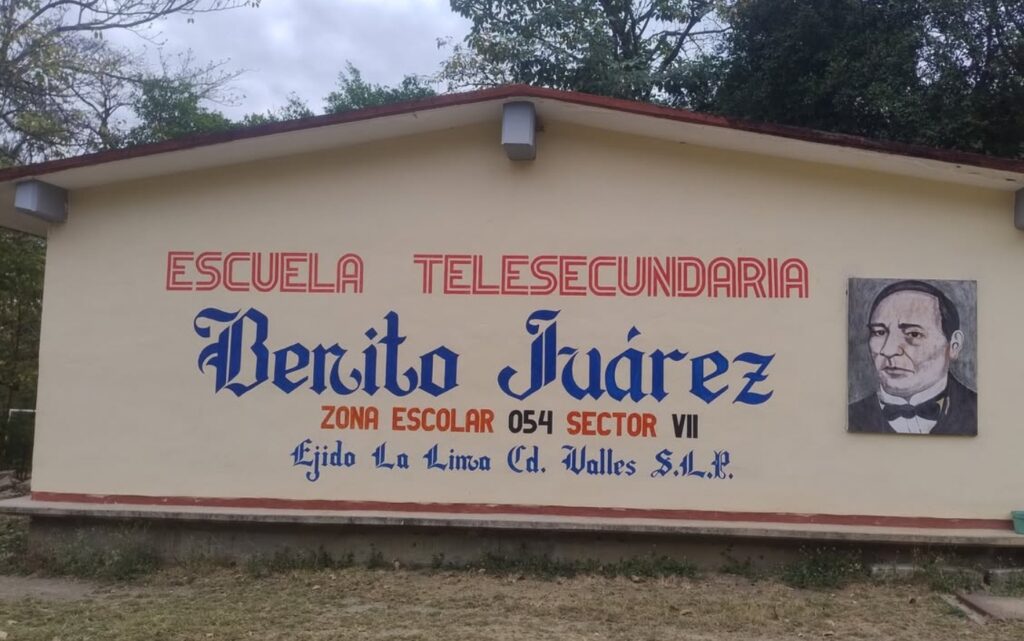 ESCUELA TELESECUNDARIA
Benito Juárez
ZONA ESCOLAR 054 SECTOR VII
Ejido La Lima Cd. Valles S.L.P.